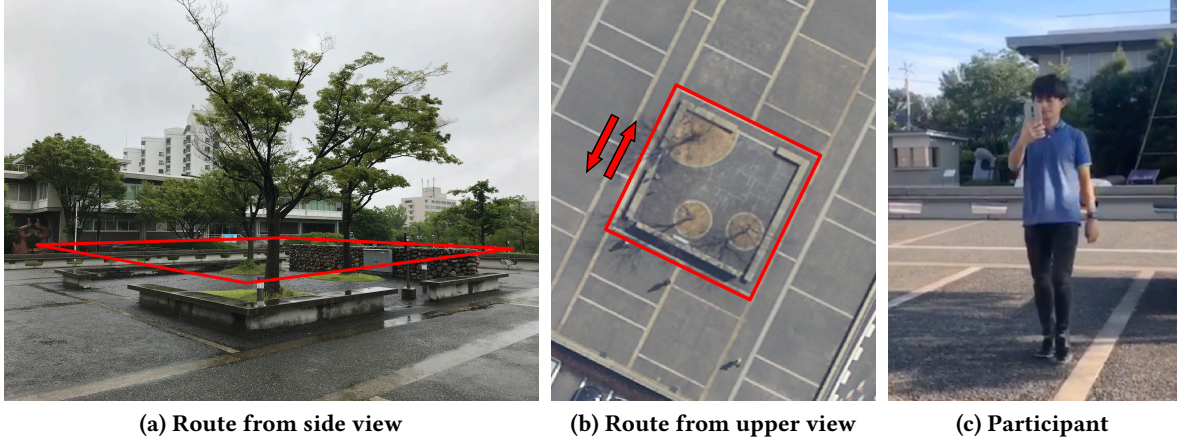 (a) Route from side view
(b) Route from upper view
(c) Participant